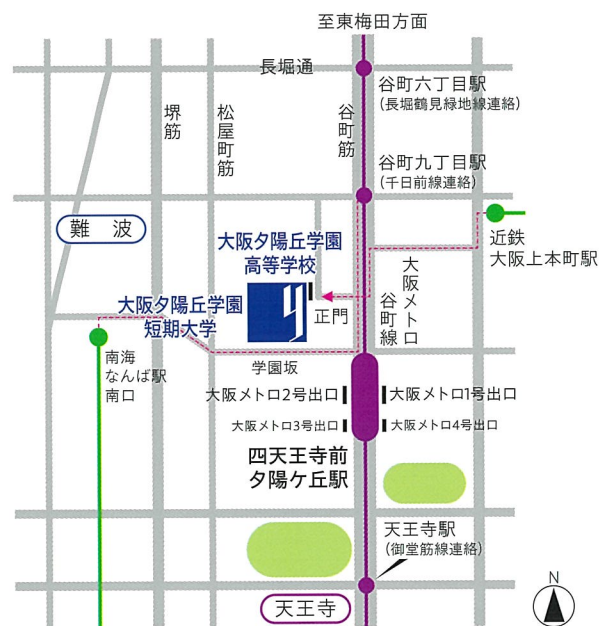 至東梅田方面
長堀通
谷町六丁目駅
(長堀鶴見緑地線連絡)
堺筋
松屋町筋
谷町筋
谷町九丁目駅
(千日前線連絡)
難波
大阪夕陽丘学園
高等学校
近鉄
大阪上本町駅
大阪メトロ
谷町線
大阪夕陽丘学園
短期大学
y
正門
南海
なんば駅
南口
学園坂
大阪メトロ2号出口
大阪メトロ1号出口
大阪メトロ3号出口
大阪メトロ4号出口
四天王寺前
夕陽ケ丘駅
天王寺駅
(御堂筋線連絡)
天王寺
N